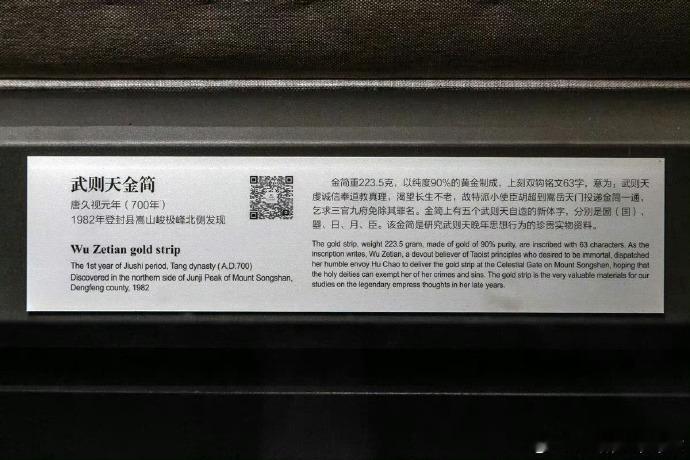 武则天金简
唐久视元年（700年）
1982年登封嵩山峻极峰北侧发现
Wu Zetian gold strip
The 1st year of Jiushi period, Tang dynasty (A.D.700)
Discovered in the northern side of Junji Peak of Mount Songshan,
Dengfeng county, 1982
金简重223.5克，以纯度90%的黄金制成，上刻双钩铭文63字，意为：武则天
虔诚信奉道教真理，渴望长生不老，故特派小使臣胡超到嵩岳天门投递金简一通，
乞求三官九府免除其罪名。金简上有五个武则天自造的新体字，分别是圀（国）、
曌、日、月、臣。该金简是研究武则天晚年思想行为的珍贵实物资料。
The gold strip, weight 223.5 gram, made of gold of 90% purity, are inscribed with 63 characters. As the
inscription writes, Wu Zetian, a devout believer of Taoist principles who desired to be immortal, dispatched
her humble envoy Hu Chao to deliver the gold strip at the Celestial Gate on Mount Songshan, hoping that
the holy deities can exempt her of her crimes and sins. The gold strip is the very valuable materials for our
studies on the legendary empress thoughts in her late years.